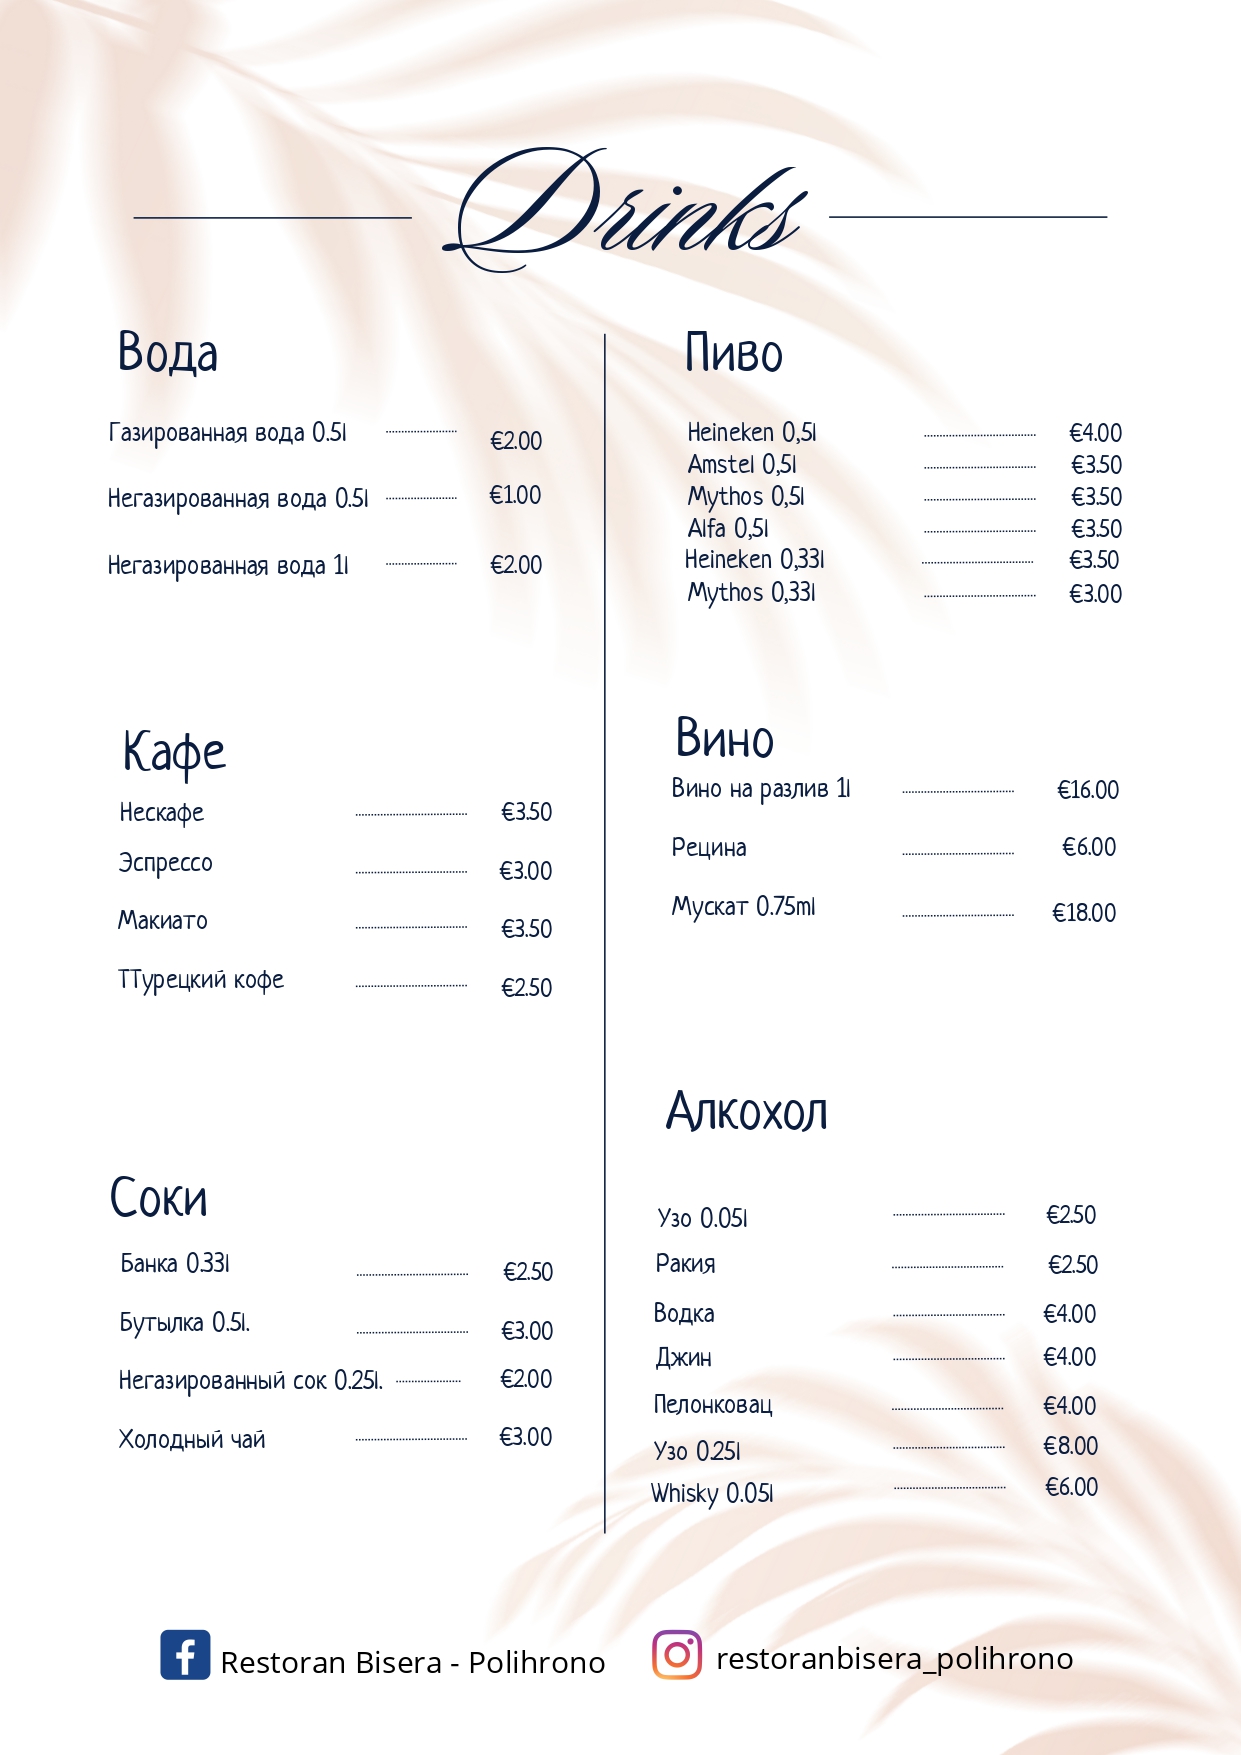 Drinks
Вода
Газированная вода 0.5l €2.00
Негазированная вода 0.5l €1.00
Негазированная вода 1l €2.00
Кафе
Нескафе €3.50
Эспрессо €3.00
Макиато €3.50
ТТурецкий кофе €2.50
Соки
Банка 0.33l €2.50
Бутылка 0.5l. €3.00
Негазированный сок 0.25l. €2.00
Холодный чай €3.00
Пиво
Heineken 0,5l €4.00
Amstel 0,5l €3.50
Mythos 0,5l €3.50
Alfa 0,5l €3.50
Heineken 0,33l €3.50
Mythos 0,33l €3.00
Вино
Вино на разлив 1l €16.00
Рецина €6.00
Мускат 0.75ml €18.00
Алкохол
Узо 0.05l €2.50
Ракия €2.50
Водка €4.00
Джин €4.00
Пелонковац €4.00
Узо 0.25l €8.00
Whisky 0.05l €6.00
Restoran Bisera - Polihrono
restoranbisera_polihrono